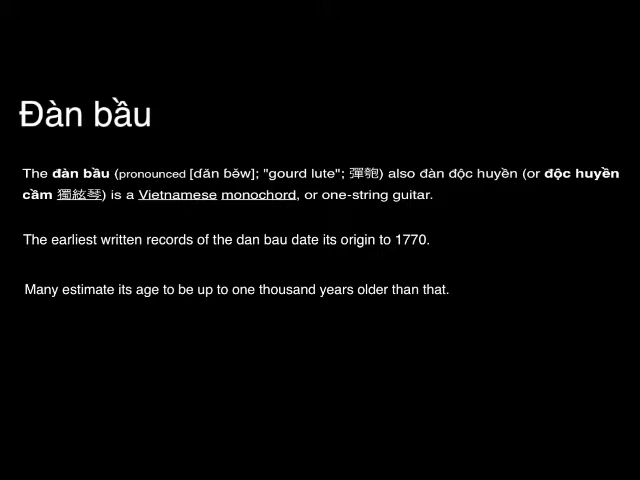 Đàn bầu
The đàn bầu (pronounced [ɗǎn ɓě̤w]; "gourd lute"; 彈匏) also đàn độc huyền (or độc huyền
cầm 獨絃琴) is a Vietnamese monochord, or one-string guitar.
The earliest written records of the dan bau date its origin to 1770.
Many estimate its age to be up to one thousand years older than that.